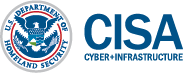 U.S. DEPARTMENT OF
HOMELAND SECURITY
CISA
CYBER+INFRASTRUCTURE